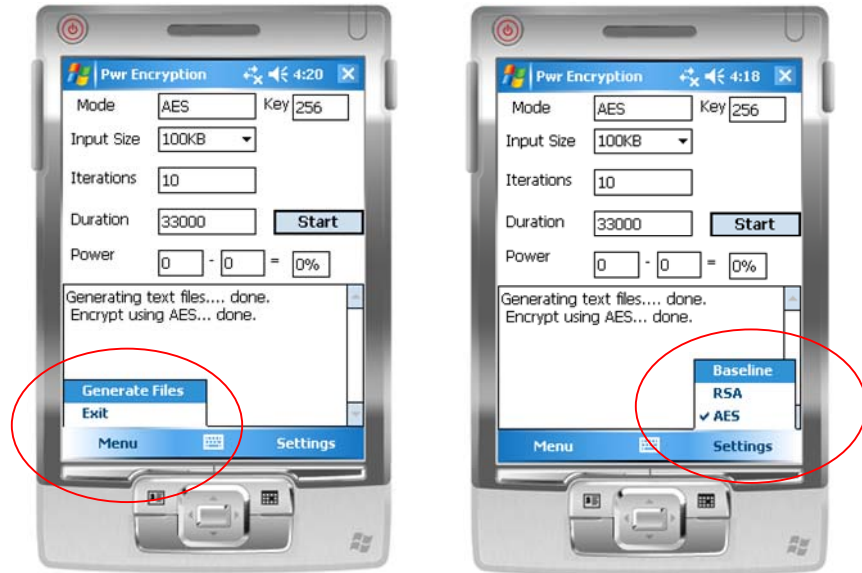 Pwr Encryption 4:20
Mode AES Key 256
Input Size 100KB
Iterations 10
Duration 33000 Start
Power 0 - 0 = 0%
Generating text files.... done.
Encrypt using AES... done.
Generate Files
Exit
Menu Settings
Pwr Encryption 4:18
Mode AES Key 256
Input Size 100KB
Iterations 10
Duration 33000 Start
Power 0 - 0 = 0%
Generating text files.... done.
Encrypt using AES... done.
Baseline
RSA
AES
Menu Settings